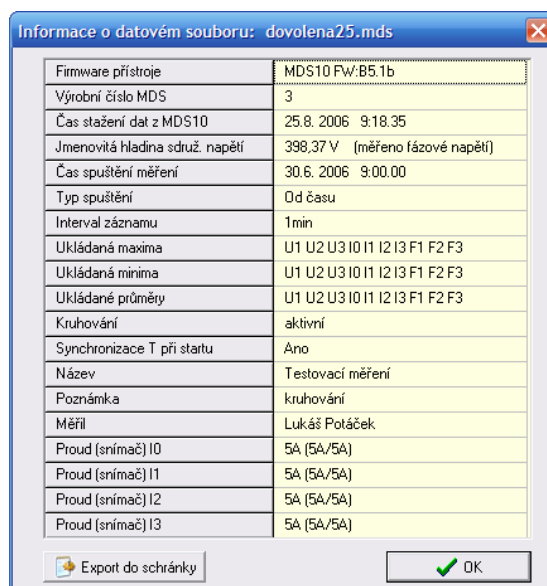 Informace o datovém souboru: dovolena25.mds
Firmware přístroje MDS10 FW:B5.1b
Výrobní číslo MDS 3
Čas stažení dat z MDS10 25.8. 2006 9:18.35
Jmenovitá hladina sdruž. napětí 398,37 V (měřeno fázové napětí)
Čas spuštění měření 30.6. 2006 9:00.00
Typ spuštění Od času
Interval záznamu 1min
Ukládaná maxima U1 U2 U3 I0 I1 I2 I3 F1 F2 F3
Ukládaná minima U1 U2 U3 I0 I1 I2 I3 F1 F2 F3
Ukládané průměry U1 U2 U3 I0 I1 I2 I3 F1 F2 F3
Kruhování aktivní
Synchronizace T při startu Ano
Název Testovací měření
Poznámka kruhování
Měřil Lukáš Potáček
Proud (snímač) I0 5A (5A/5A)
Proud (snímač) I1 5A (5A/5A)
Proud (snímač) I2 5A (5A/5A)
Proud (snímač) I3 5A (5A/5A)
Export do schránky OK